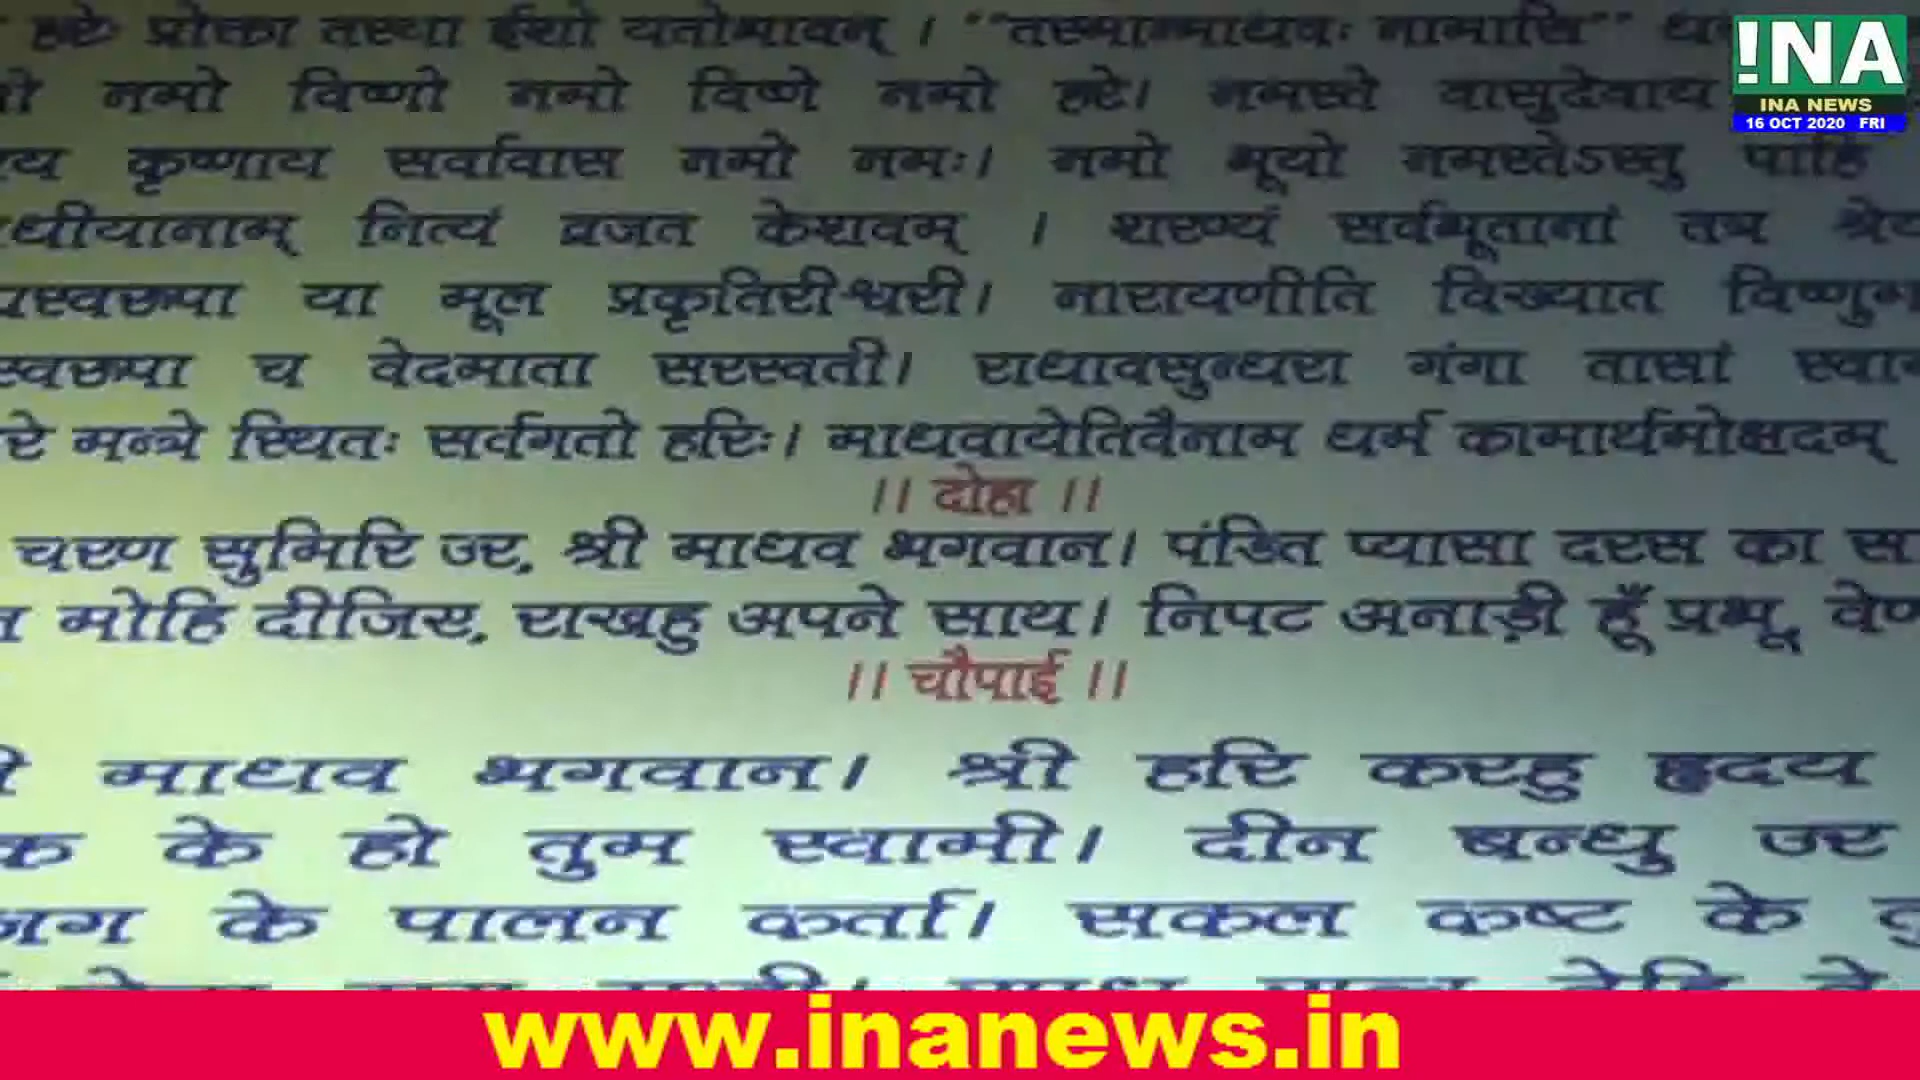 हरेः प्रोक्ता तस्या ईशो यतोभावन् । ““तस्मान्माधवः नामासि””
नमो विष्णो नमो विष्णे नमो हरे। नमस्ते वासुदेवाय
!NA
INA NEWS
16 OCT 2020 FRI
कृष्णाय सर्वावास नमो नमः। नमो भूयो नमस्तेऽस्तु पाहि
नित्यं व्रजत केशवम् । शरण्यं सर्वभूतानां तत्र
या मूल प्रकृतिरीश्वरी। नारायणीति विख्यात
च वेदमाता सरस्वती। राधावसुन्धरा गंगा तासां
मन्त्रे स्थितः सर्वगतो हरिः। माधवायेतिवैनाम धर्म कामार्थमोक्षदम्
।। दोहा ।।
चरण सुमिरि उर, श्री माधव भगवान। पंडित प्यासा दरस का
मोहि दीजिए, राखहु अपने साथ। निपट अनाड़ी हूँ प्रभू,
।। चौपाई ।।
माधव भगवान। श्री हरि करहु हृदय
के हो तुम स्वामी। दीन बन्धु उर
जग के पालन कर्ता। सकल कष्ट के
www.inanews.in